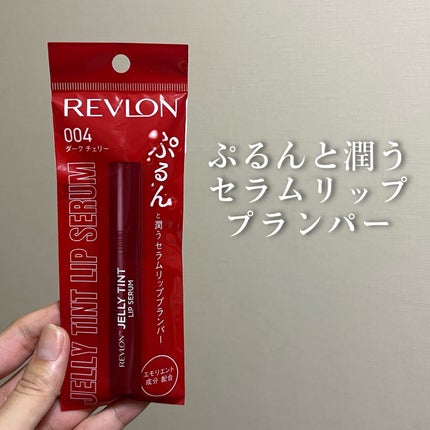 REVLON
004
ダーク チェリー
ぷるん
と潤うセラムリッププランパー
JELLY TINT LIP SERUM
REVLON JELLY TINT
LIP SERUM
エモリエント
成分 配合
ぷるんと潤う
セラムリップ
プランパー